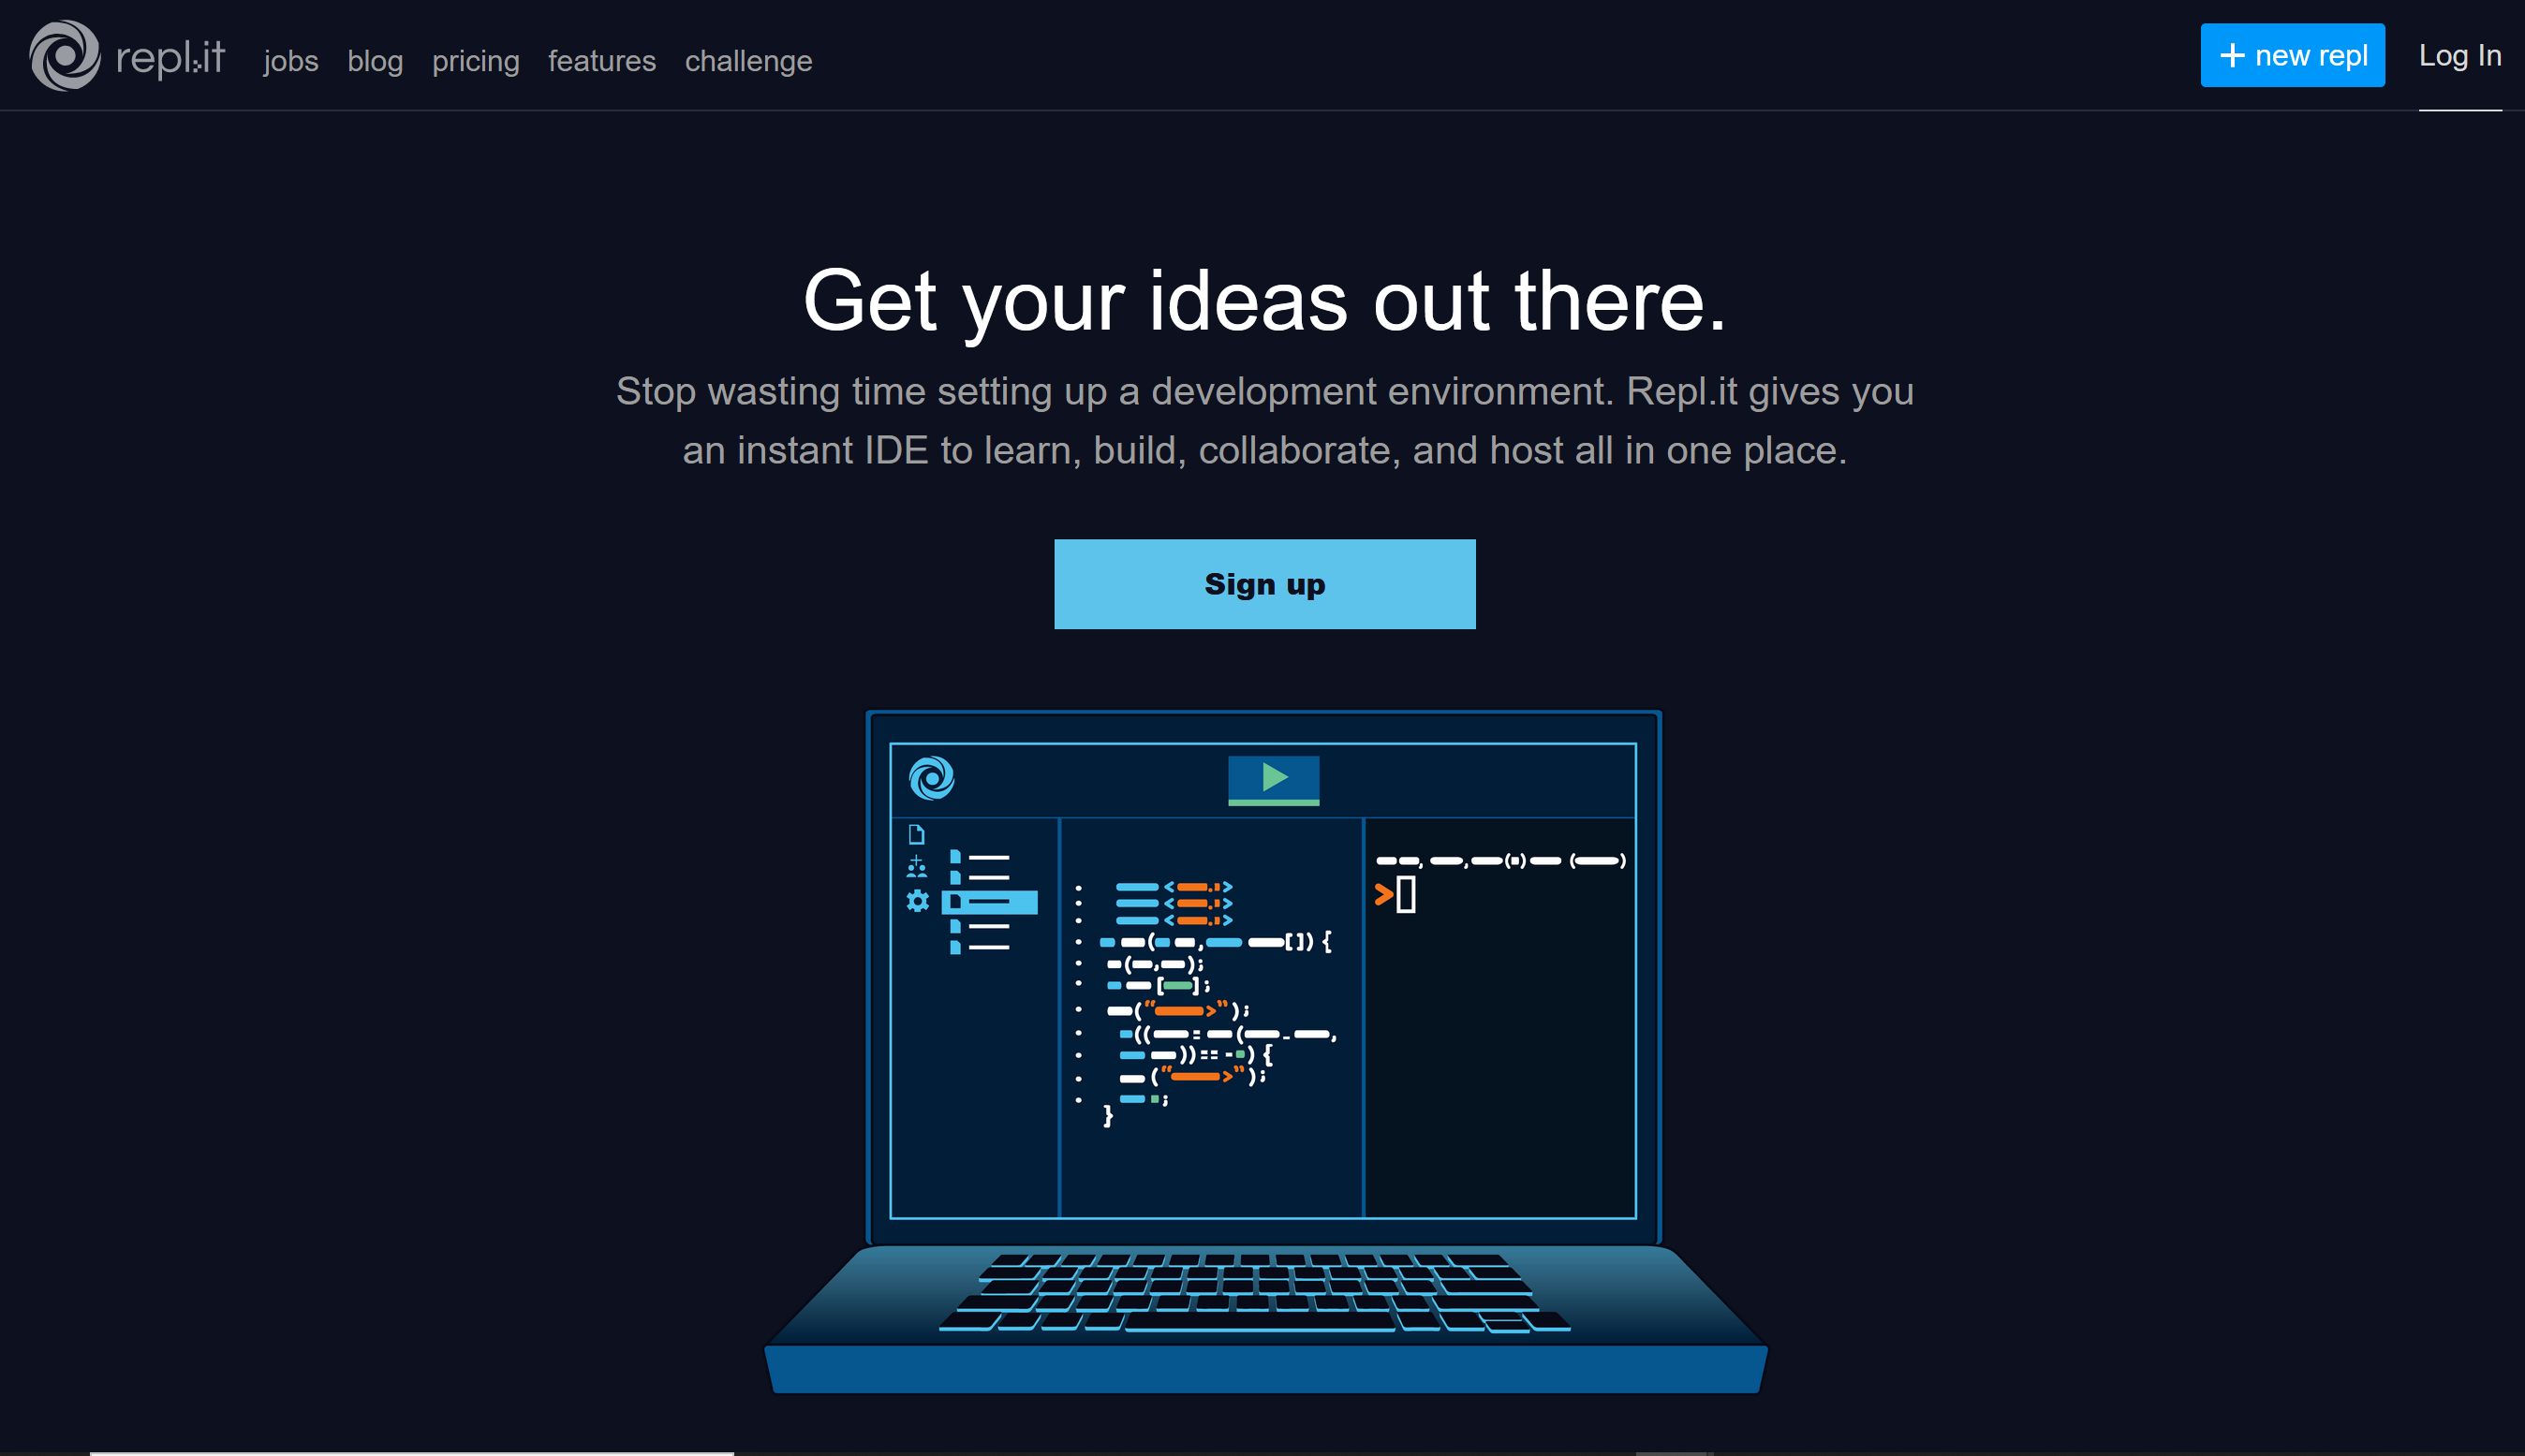 repl.it jobs blog pricing features challenge + new repl Log In
Get your ideas out there.
Stop wasting time setting up a development environment. Repl.it gives you
an instant IDE to learn, build, collaborate, and host all in one place.
Sign up